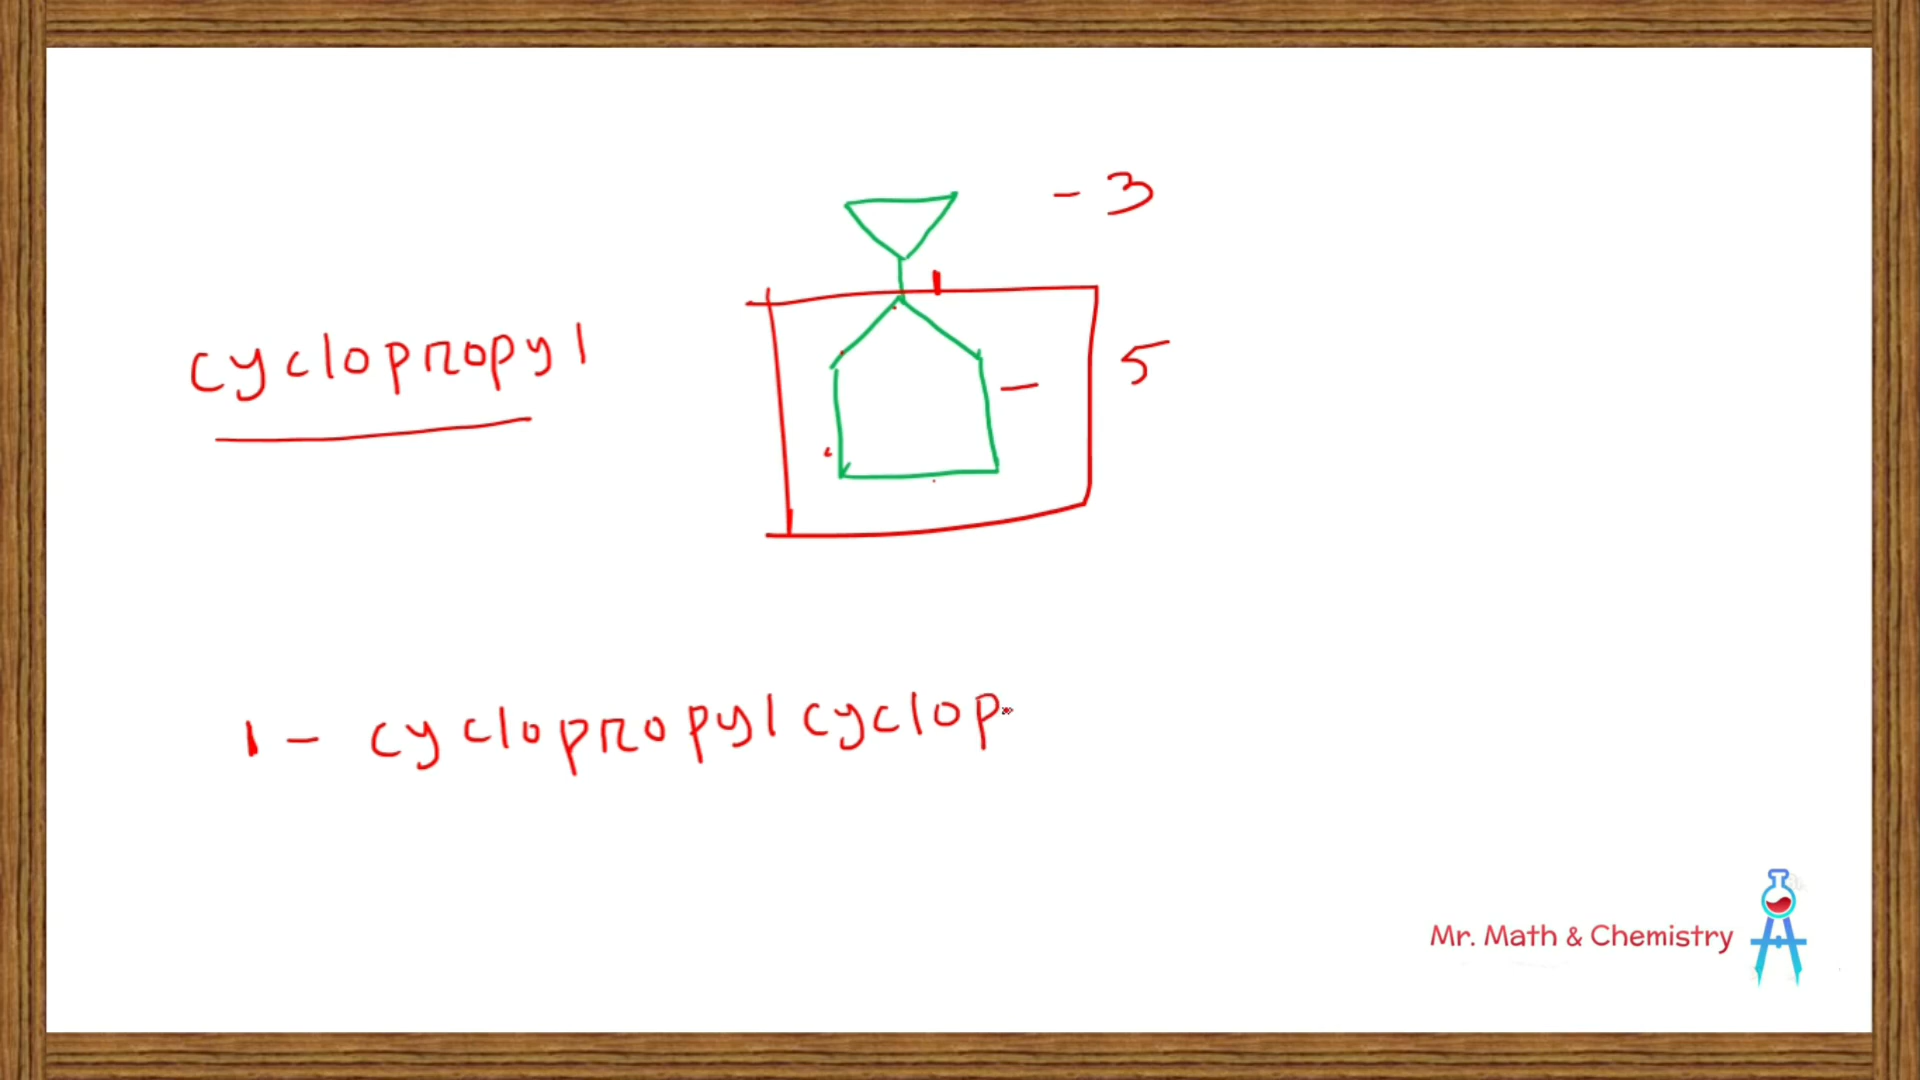 - 3
1
cyclopropyl
- 5
1 - cyclopropylcyclop
Mr. Math & Chemistry